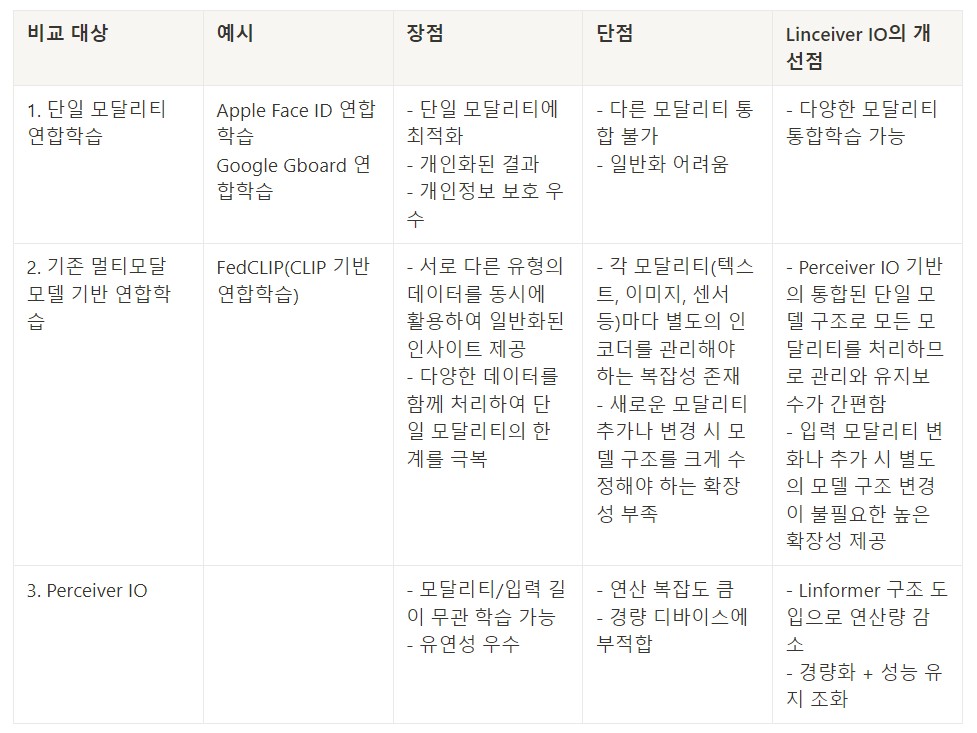 비교 대상
예시
장점
단점
Linceiver IO의 개
선점
1. 단일 모달리티
연합학습
Apple Face ID 연합
학습
Google Gboard 연
합학습
- 단일 모달리티에
최적화
- 개인화된 결과
- 개인정보 보호 우
수
- 다른 모달리티 통
합 불가
- 일반화 어려움
- 다양한 모달리티
통합학습 가능
2. 기존 멀티모달
모델 기반 연합학
습
FedCLIP(CLIP 기반
연합학습)
- 서로 다른 유형의
데이터를 동시에
활용하여 일반화된
인사이트 제공
- 다양한 데이터를
함께 처리하여 단
일 모달리티의 한
계를 극복
- 각 모달리티(텍스
트, 이미지, 센서
등)마다 별도의 인
코더를 관리해야
하는 복잡성 존재
- 새로운 모달리티
추가나 변경 시 모
델 구조를 크게 수
정해야 하는 확장
성 부족
- Perceiver IO 기반
의 통합된 단일 모
델 구조로 모든 모
달리티를 처리하므
로 관리와 유지보
수가 간편함
- 입력 모달리티 변
화나 추가 시 별도
의 모델 구조 변경
이 불필요한 높은
확장성 제공
3. Perceiver IO
- 모달리티/입력 길
이 무관 학습 가능
- 유연성 우수
- 연산 복잡도 큼
- 경량 디바이스에
부적합
- Linformer 구조 도
입으로 연산량 감
소
- 경량화 + 성능 유
지 조화